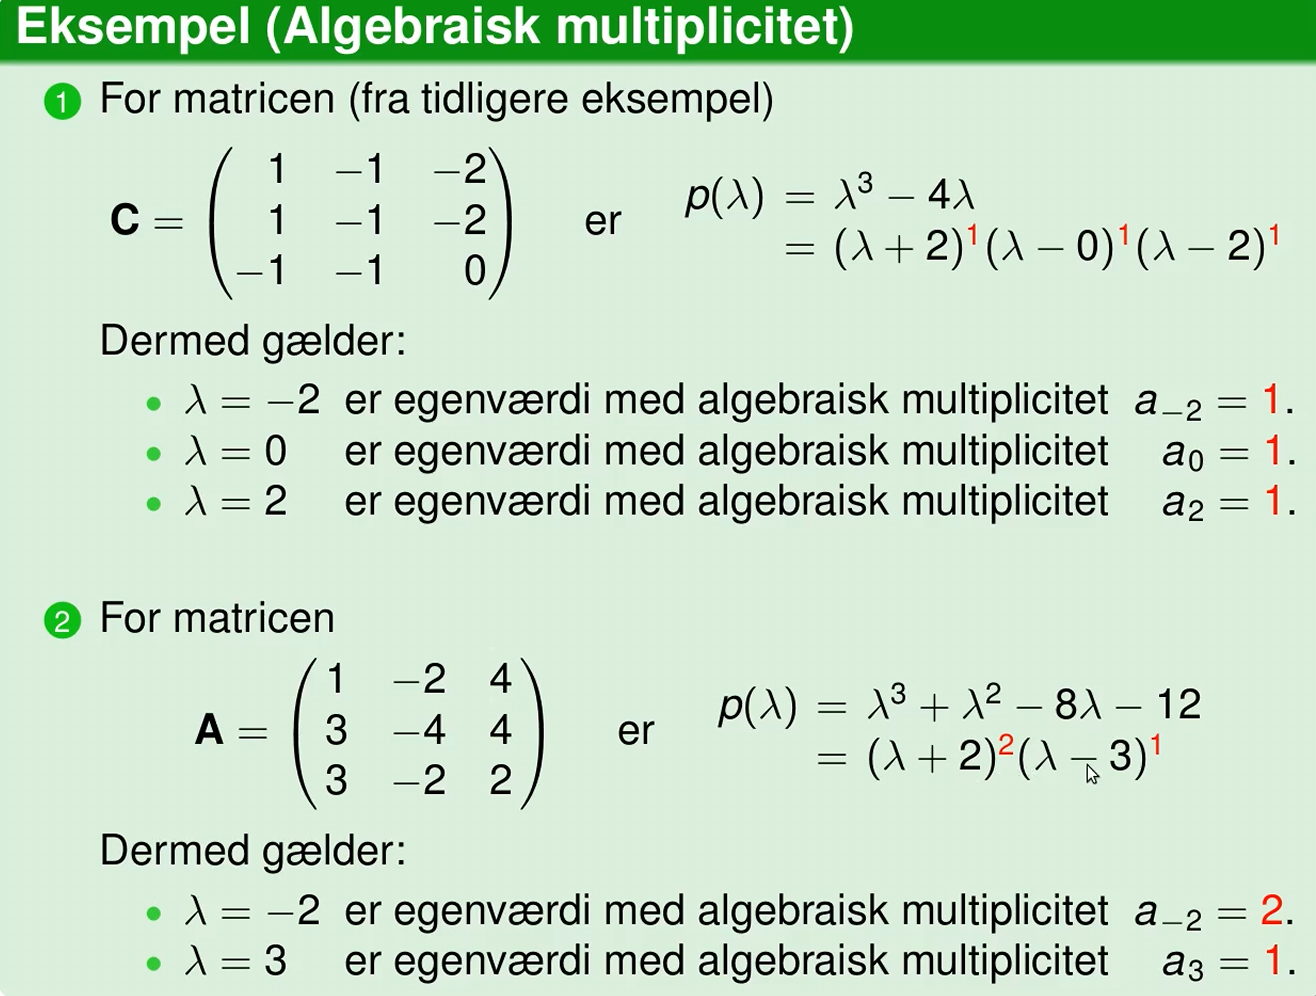 Eksempel (Algebraisk multiplicitet)
1 For matricen (fra tidligere eksempel)
C = ( 1 −1 −2
1 −1 −2
−1 −1 0 )
er
p(λ) = λ³ − 4λ
= (λ + 2)¹(λ − 0)¹(λ − 2)¹
Dermed gælder:
• λ = −2 er egenværdi med algebraisk multiplicitet a₋₂ = 1.
• λ = 0 er egenværdi med algebraisk multiplicitet a₀ = 1.
• λ = 2 er egenværdi med algebraisk multiplicitet a₂ = 1.
2 For matricen
A = ( 1 −2 4
3 −4 4
3 −2 2 )
er
p(λ) = λ³ + λ² − 8λ − 12
= (λ + 2)²(λ − 3)¹
Dermed gælder:
• λ = −2 er egenværdi med algebraisk multiplicitet a₋₂ = 2.
• λ = 3 er egenværdi med algebraisk multiplicitet a₃ = 1.